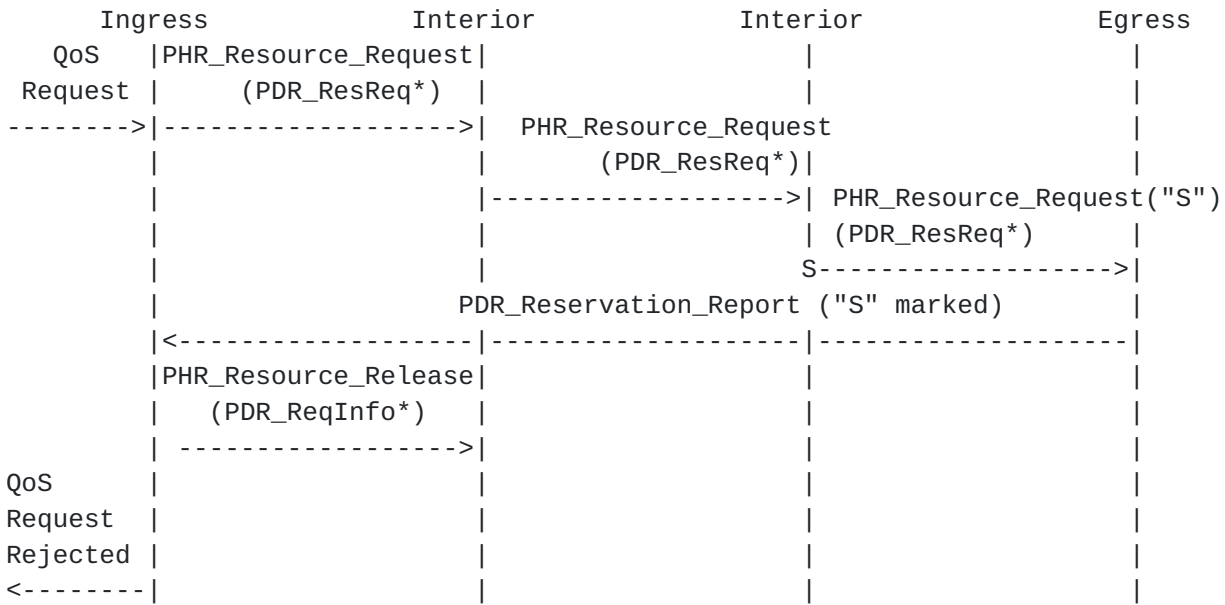 Ingress             Interior             Interior               Egress
   QoS   |PHR_Resource_Request|                    |                    |
 Request |     (PDR_ResReq*)  |                    |                    |
-------->|------------------->|  PHR_Resource_Request                   |
         |                    |       (PDR_ResReq*)|                    |
         |                    |------------------->| PHR_Resource_Request("S")
         |                    |                    | (PDR_ResReq*)      |
         |                    |                    S------------------->|
         |                   PDR_Reservation_Report ("S" marked)        |
         |<-------------------|--------------------|--------------------|
         |PHR_Resource_Release|                    |                    |
         |   (PDR_ReqInfo*)   |                    |                    |
         | ------------------>|                    |                    |
QoS      |                    |                    |                    |
Request  |                    |                    |                    |
Rejected |                    |                    |                    |
<--------|                    |                    |                    |